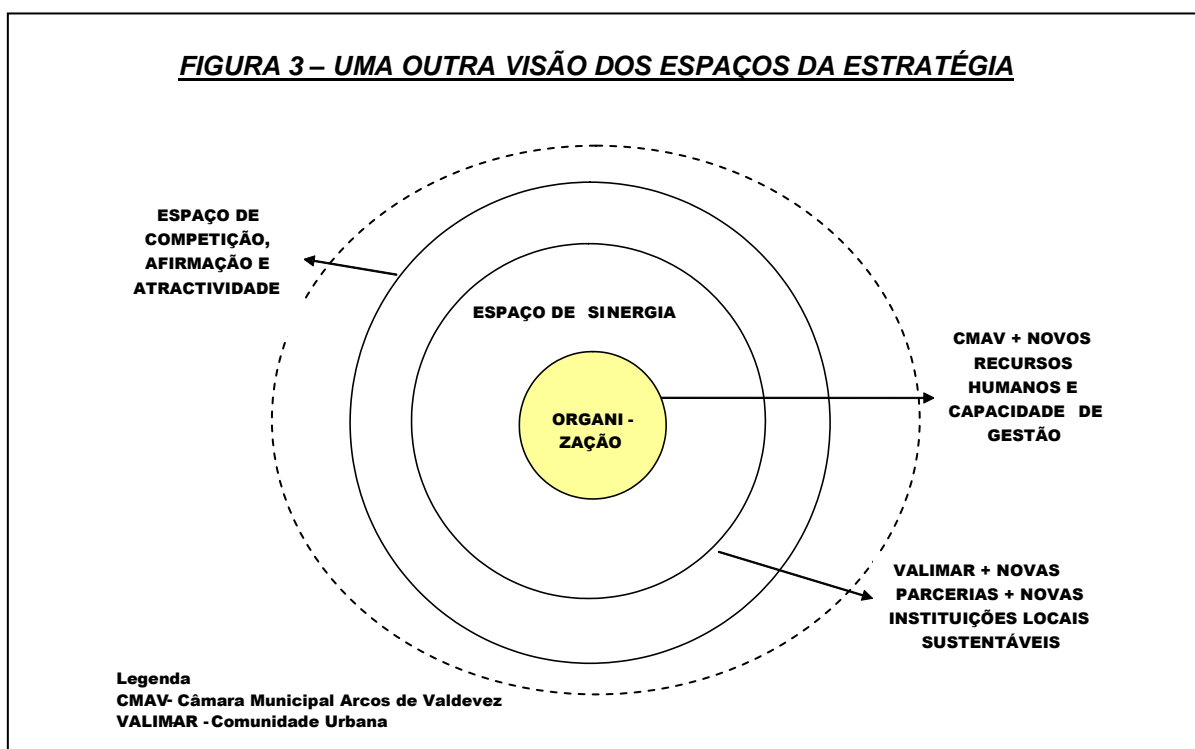 FIGURA 3 – UMA OUTRA VISÃO DOS ESPAÇOS DA ESTRATÉGIA
ESPAÇO DE
COMPETIÇÃO,
AFIRMAÇÃO E
ATRACTIVIDADE
ESPAÇO DE SINERGIA
ORGANI -
ZAÇÃO
CMAV + NOVOS
RECURSOS
HUMANOS E
CAPACIDADE DE
GESTÃO
VALIMAR + NOVAS
PARCERIAS + NOVAS
INSTITUIÇÕES LOCAIS
SUSTENTÁVEIS
Legenda
CMAV- Câmara Municipal Arcos de Valdevez
VALIMAR - Comunidade Urbana